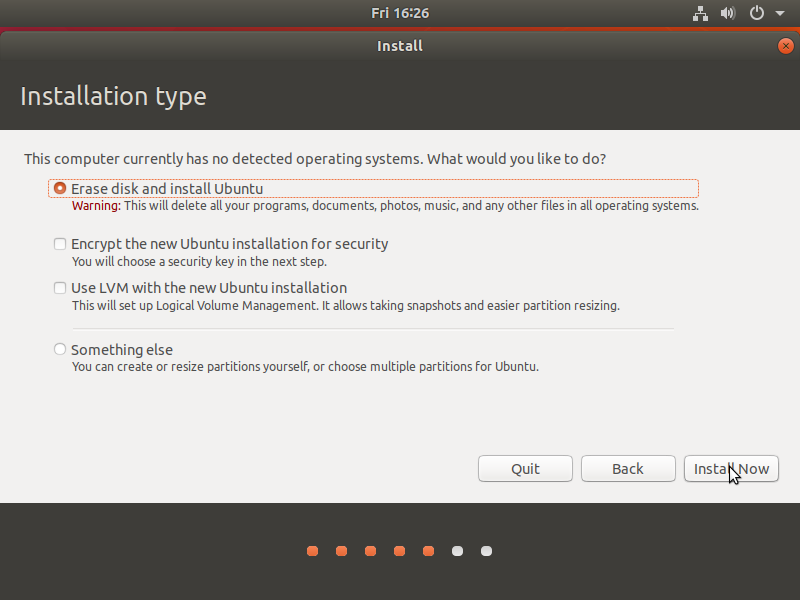 Fri 16:26
Install
Installation type
This computer currently has no detected operating systems. What would you like to do?
Erase disk and install Ubuntu
Warning: This will delete all your programs, documents, photos, music, and any other files in all operating systems.
Encrypt the new Ubuntu installation for security
You will choose a security key in the next step.
Use LVM with the new Ubuntu installation
This will set up Logical Volume Management. It allows taking snapshots and easier partition resizing.
Something else
You can create or resize partitions yourself, or choose multiple partitions for Ubuntu.
Quit
Back
Install Now